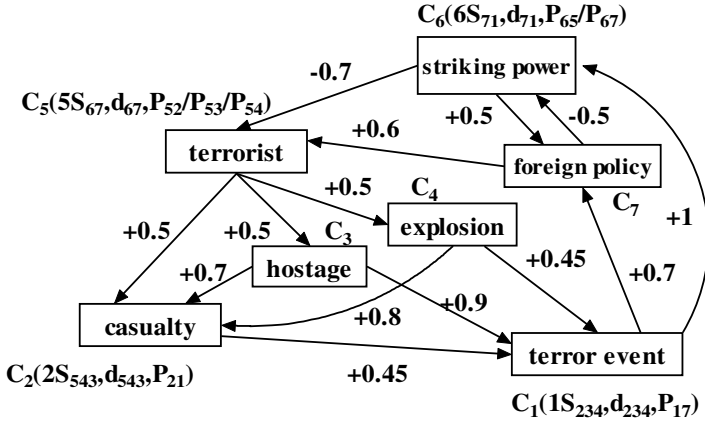 C₆(6S₇₁,d₇₁,P₆₅/P₆₇)
striking power
-0.7
C₅(5S₆₇,d₆₇,P₅₂/P₅₃/P₅₄)
+0.5
-0.5
+0.6
terrorist
foreign policy
+0.5
C₄
C₇
explosion
+1
+0.5
+0.5
C₃
hostage
+0.45
+0.7
+0.7
+0.9
casualty
+0.8
terror event
C₂(2S₅₄₃,d₅₄₃,P₂₁)
+0.45
C₁(1S₂₃₄,d₂₃₄,P₁₇)